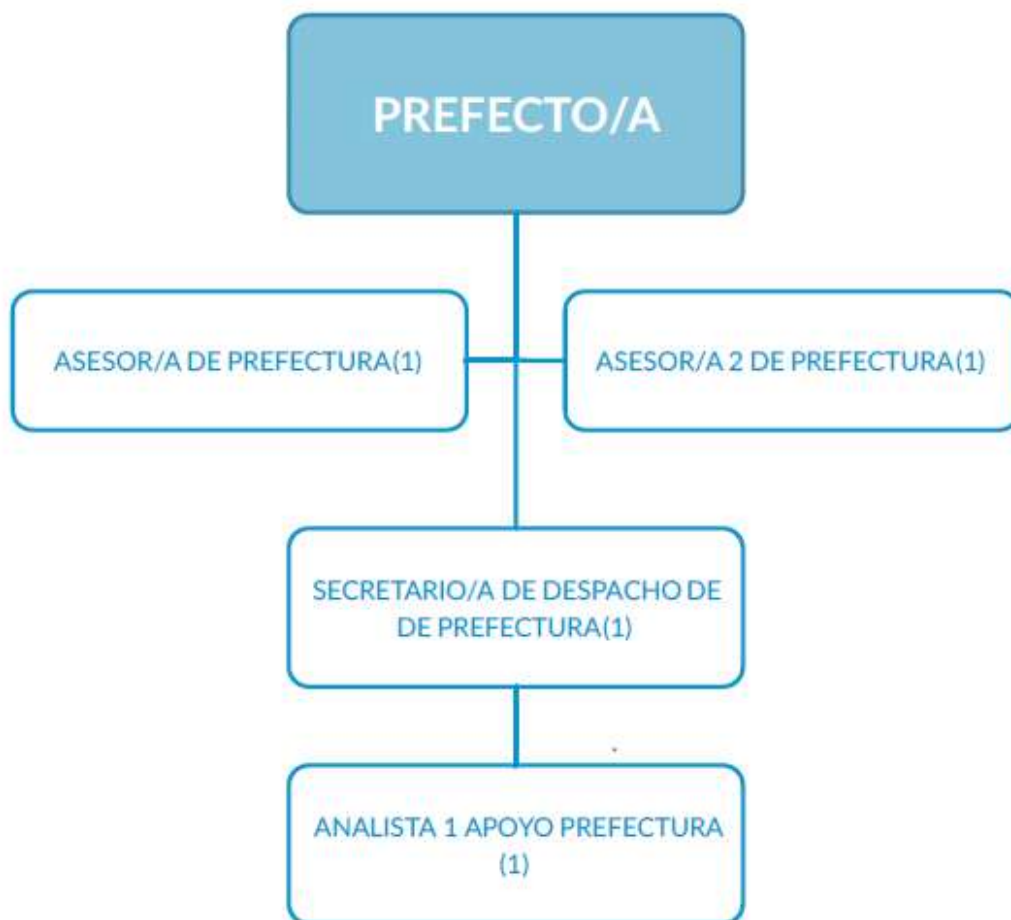 PREFECTO/A
ASESOR/A DE PREFECTURA(1)
ASESOR/A 2 DE PREFECTURA(1)
SECRETARIO/A DE DESPACHO DE
DE PREFECTURA(1)
ANALISTA 1 APOYO PREFECTURA
(1)